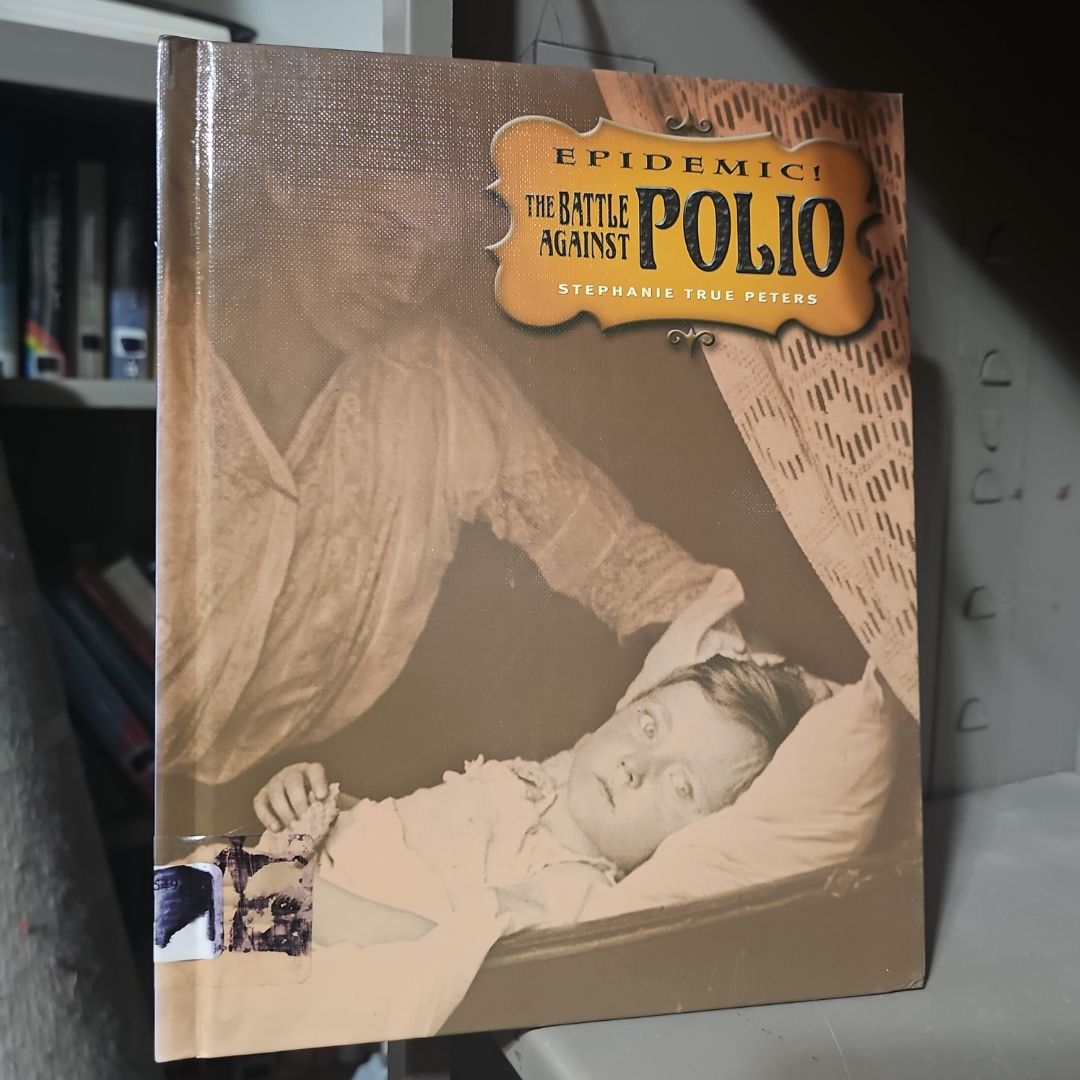 EPIDEMIC!
THE BATTLE
AGAINST POLIO
STEPHANIE TRUE PETERS